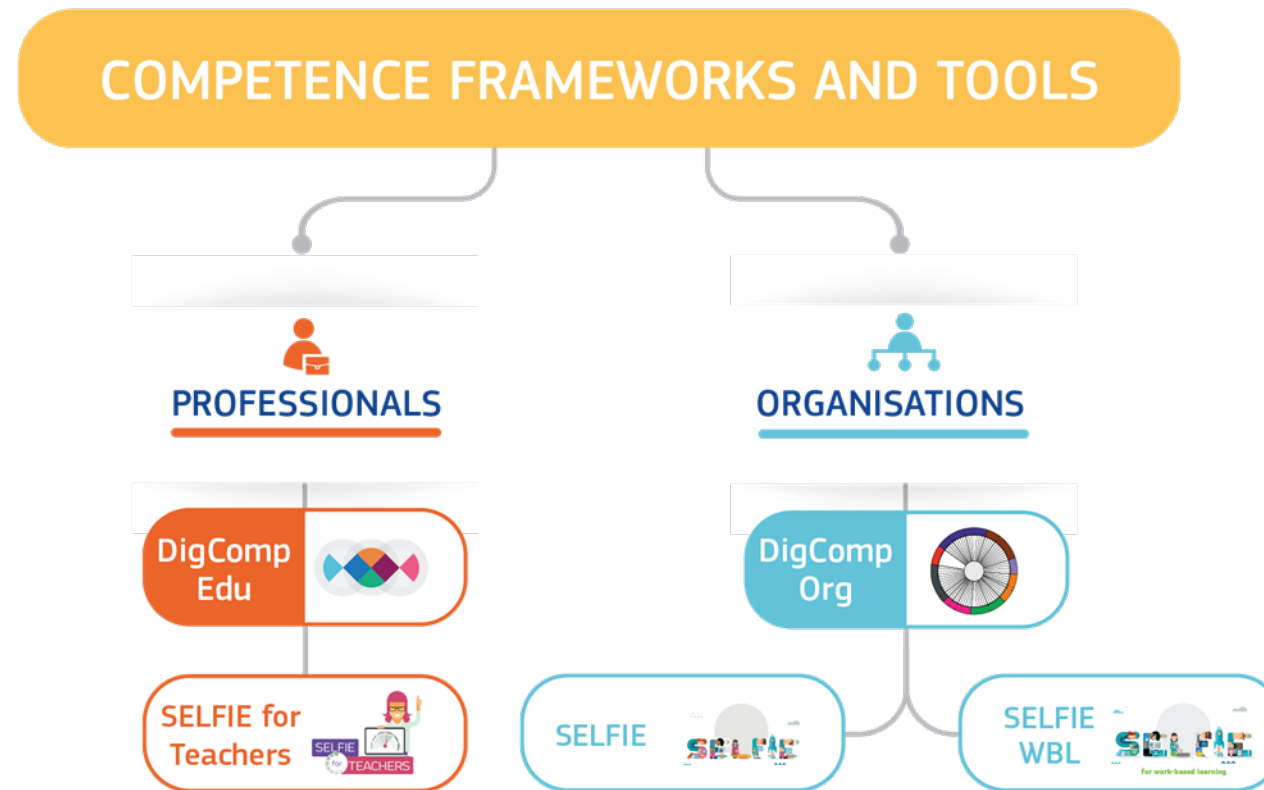 COMPETENCE FRAMEWORKS AND TOOLS
PROFESSIONALS
ORGANISATIONS
DigComp
Edu
DigComp
Org
SELFIE for
Teachers
SELFIE
for
TEACHERS
SELFIE
SELFIE
SELFIE
WBL
SELFIE
for work-based learning